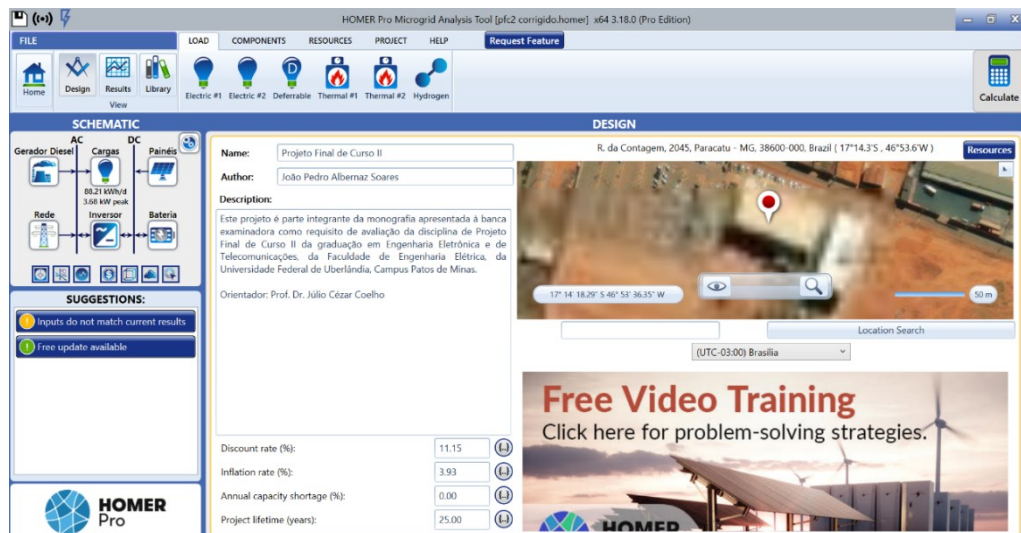 HOMER Pro Microgrid Analysis Tool [pfc2 corrigido.homer] x64 3.18.0 (Pro Edition)
FILE
LOAD COMPONENTS RESOURCES PROJECT HELP Request Feature
Home Design Results Library
View
Electric #1 Electric #2 Deferrable Thermal #1 Thermal #2 Hydrogen
Calculate
SCHEMATIC
AC DC
Gerador Diesel Cargas Painéis
88.21 kWh/d
3.68 kW peak
Rede Inversor Bateria
SUGGESTIONS:
Inputs do not match current results
Free update available
HOMER
Pro
DESIGN
Name: Projeto Final de Curso II
Author: João Pedro Albernaz Soares
Description:
Este projeto é parte integrante da monografia apresentada à banca
examinadora como requisito de avaliação da disciplina de Projeto
Final de Curso II da graduação em Engenharia Eletrônica e de
Telecomunicações, da Faculdade de Engenharia Elétrica, da
Universidade Federal de Uberlândia, Campus Patos de Minas.
Orientador: Prof. Dr. Júlio Cézar Coelho
Discount rate (%): 11.15
Inflation rate (%): 3.93
Annual capacity shortage (%): 0.00
Project lifetime (years): 25.00
R. da Contagem, 2045, Paracatu - MG, 38600-000, Brazil ( 17°14.3'S , 46°53.6'W )
Resources
17° 14' 18.29" S 46° 53' 36.35" W
50 m
Location Search
(UTC-03:00) Brasilia
Free Video Training
Click here for problem-solving strategies.
HOMER